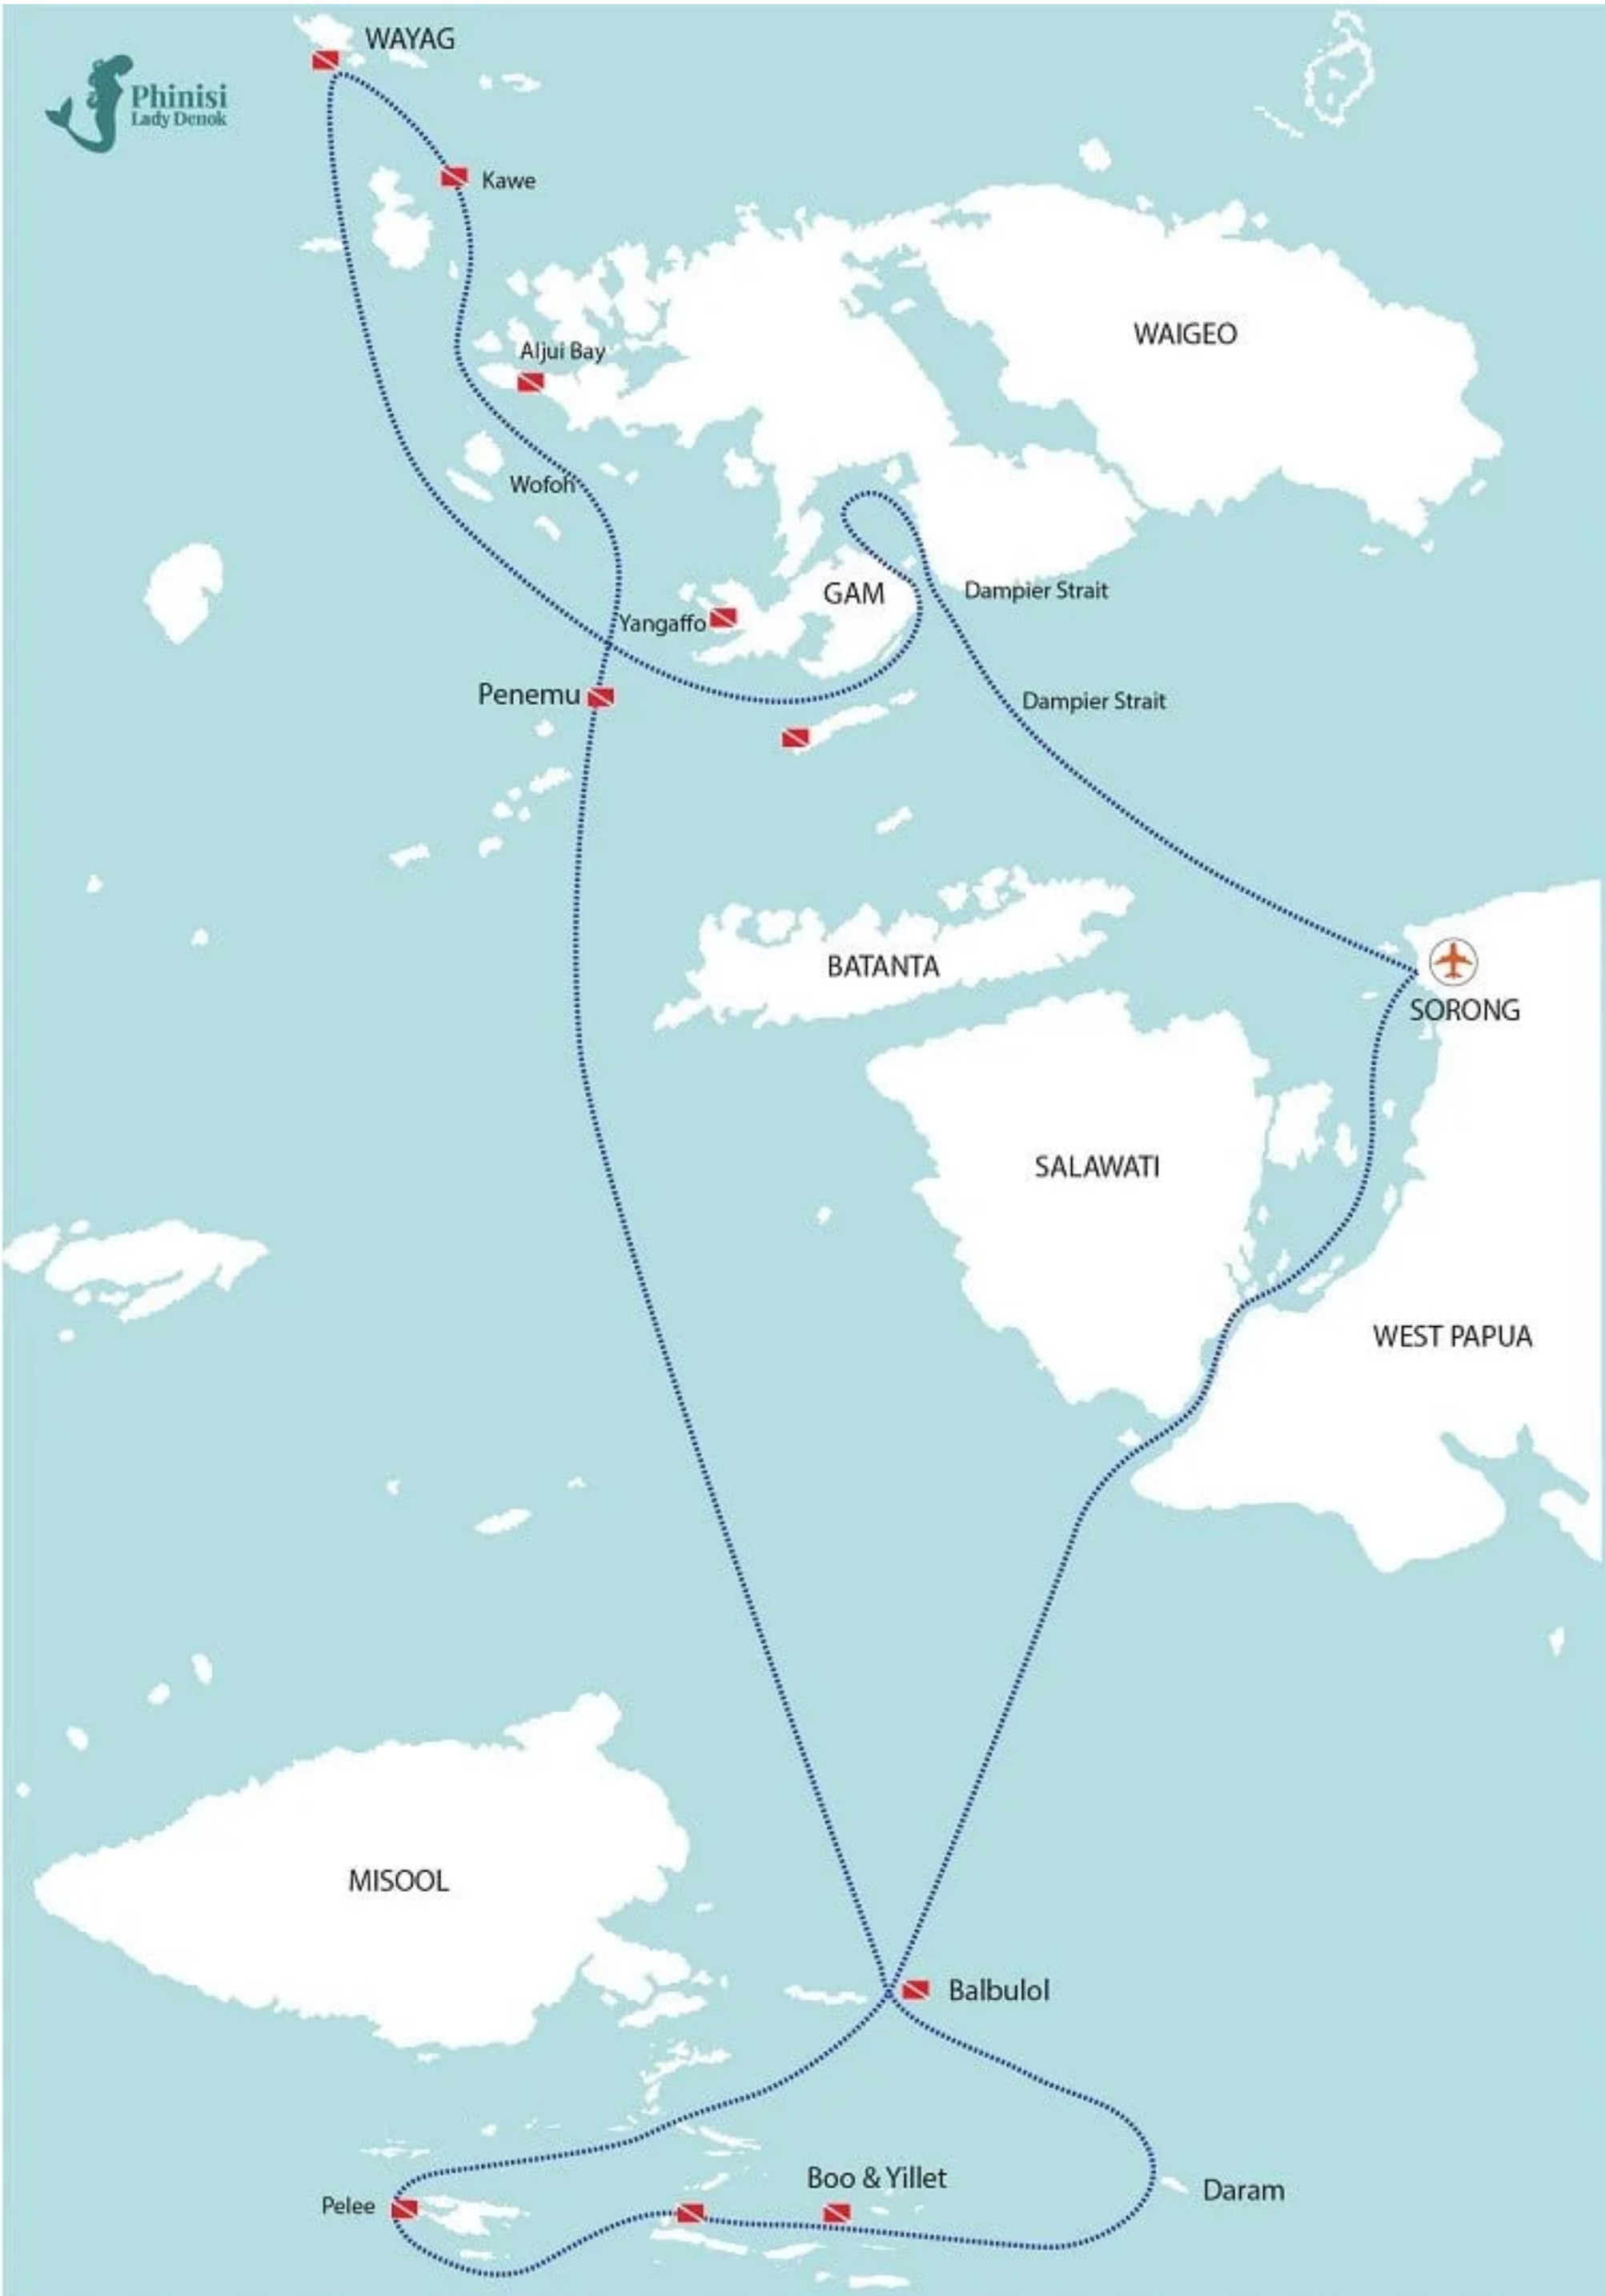 WAYAG
Phinisi
Lady Denok
Kawe
WAIGEO
Aljui Bay
Wofoh
GAM
Dampier Strait
Yangaffo
Penemu
Dampier Strait
BATANTA
SORONG
SALAWATI
WEST PAPUA
MISOOL
Balbulol
Boo & Yillet
Daram
Pelee